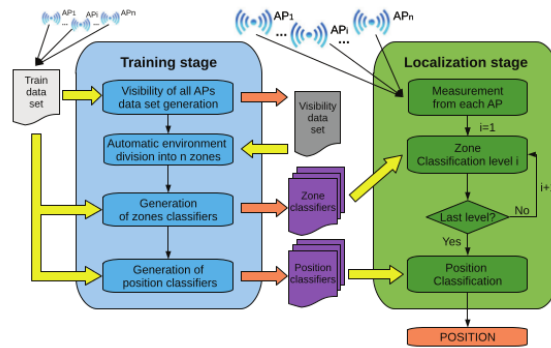 AP1 ... APi ... APn
AP1 ... APi ... APn
Train
data
set
Training stage
Visibility of all APs
data set generation
Automatic environment
division into n zones
Generation
of zones classifiers
Generation of
position classifiers
Visibility
data
set
Zone
classifiers
Position
classifiers
Localization stage
Measurement
from each AP
i=1
Zone
Classification level i
i+
Last level?
No
Yes
Position
Classification
POSITION